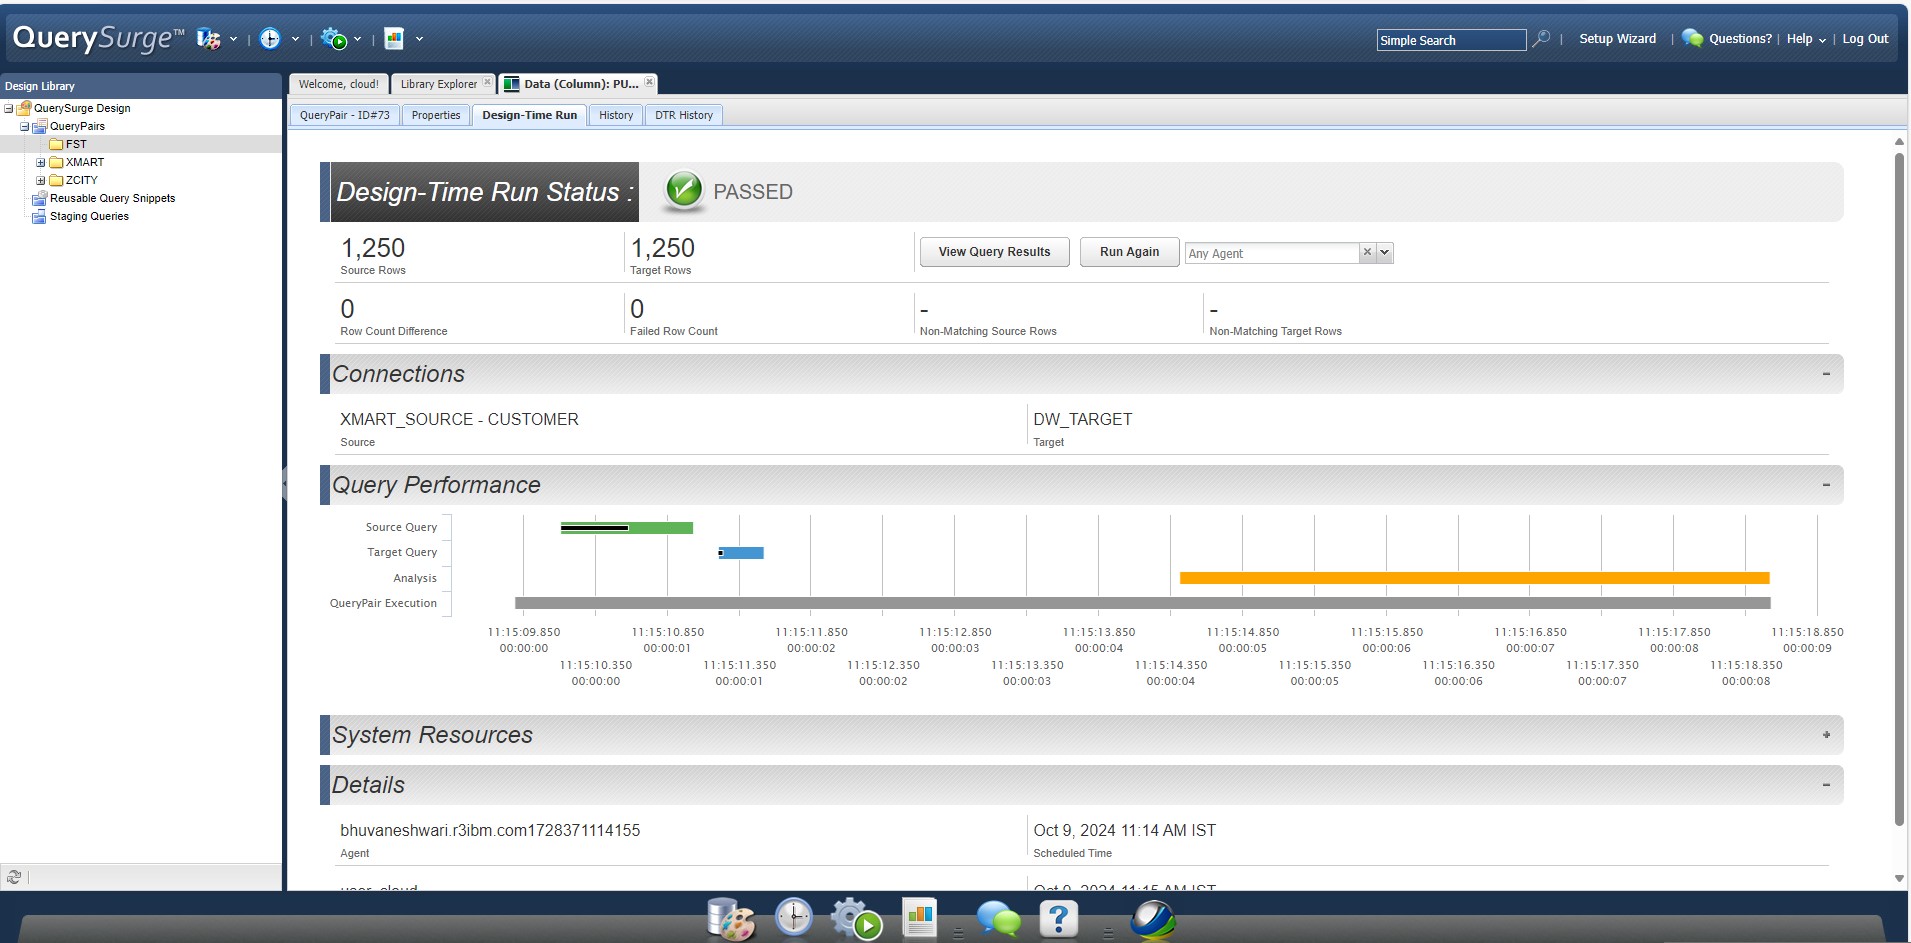 QuerySurge™
Simple Search
Setup Wizard
Questions?
Help
Log Out
Design Library
Welcome, cloud!
Library Explorer
Data (Column): PU...
QuerySurge Design
QueryPairs
FST
XMART
ZCITY
Reusable Query Snippets
Staging Queries
QueryPair - ID#73
Properties
Design-Time Run
History
DTR History
Design-Time Run Status :
PASSED
1,250
Source Rows
1,250
Target Rows
View Query Results
Run Again
Any Agent
0
Row Count Difference
0
Failed Row Count
-
Non-Matching Source Rows
-
Non-Matching Target Rows
Connections
XMART_SOURCE - CUSTOMER
Source
DW_TARGET
Target
Query Performance
Source Query
Target Query
Analysis
QueryPair Execution
11:15:09.850 11:15:10.850 11:15:11.850 11:15:12.850 11:15:13.850 11:15:14.850 11:15:15.850 11:15:16.850 11:15:17.850 11:15:18.850
00:00:00 00:00:01 00:00:02 00:00:03 00:00:04 00:00:05 00:00:06 00:00:07 00:00:08 00:00:09
11:15:10.350 11:15:11.350 11:15:12.350 11:15:13.350 11:15:14.350 11:15:15.350 11:15:16.350 11:15:17.350 11:15:18.350
00:00:00 00:00:01 00:00:02 00:00:03 00:00:04 00:00:05 00:00:06 00:00:07 00:00:08
System Resources
Details
bhuvaneshwari.r3ibm.com1728371114155
Agent
Oct 9, 2024 11:14 AM IST
Scheduled Time
user_cloud
Oct 9, 2024 11:15 AM IST